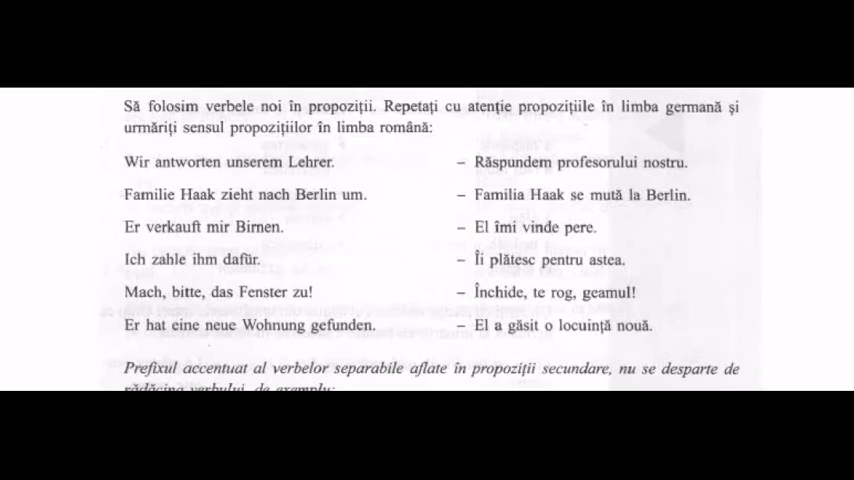 Să folosim verbele noi în propoziții. Repetați cu atenție propozițiile în limba germană și
urmăriți sensul propozițiilor în limba română:
Wir antworten unserem Lehrer. – Răspundem profesorului nostru.
Familie Haak zieht nach Berlin um. – Familia Haak se mută la Berlin.
Er verkauft mir Birnen. – El îmi vinde pere.
Ich zahle ihm dafür. – Îi plătesc pentru astea.
Mach, bitte, das Fenster zu! – Închide, te rog, geamul!
Er hat eine neue Wohnung gefunden. – El a găsit o locuință nouă.
Prefixul accentuat al verbelor separabile aflate în propoziții secundare, nu se desparte de
rădăcina verbului, de exemplu: